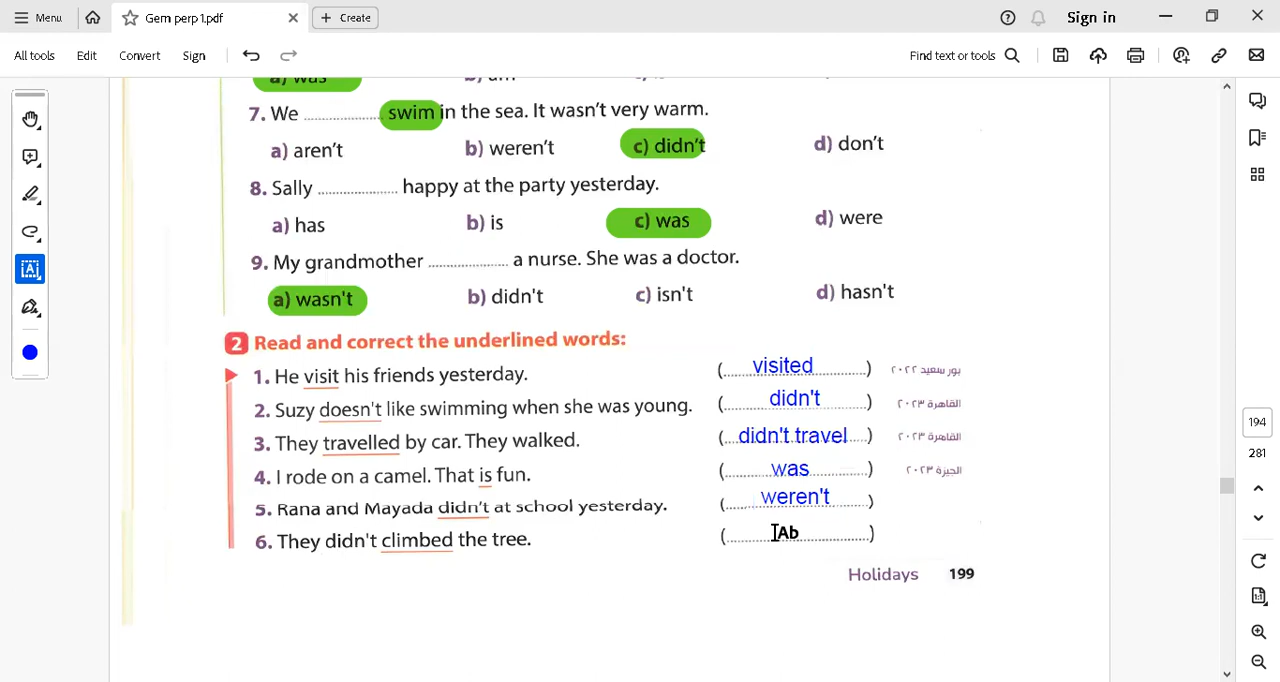 Menu Gem perp 1.pdf Create Sign in
All tools Edit Convert Sign Find text or tools
a) was b) am
7. We .................... swim in the sea. It wasn't very warm.
a) aren't b) weren't c) didn't d) don't
8. Sally .................... happy at the party yesterday.
a) has b) is c) was d) were
9. My grandmother .................... a nurse. She was a doctor.
a) wasn't b) didn't c) isn't d) hasn't
2 Read and correct the underlined words:
1. He visit his friends yesterday. (visited) بور سعيد ٢٠٢٢
2. Suzy doesn't like swimming when she was young. (didn't) القاهرة ٢٠٢٣
3. They travelled by car. They walked. (didn't travel) القاهرة ٢٠٢٣
4. I rode on a camel. That is fun. (was) الجيزة ٢٠٢٣
5. Rana and Mayada didn't at school yesterday. (weren't)
6. They didn't climbed the tree. (Ab)
Holidays 199
194
281
1:1